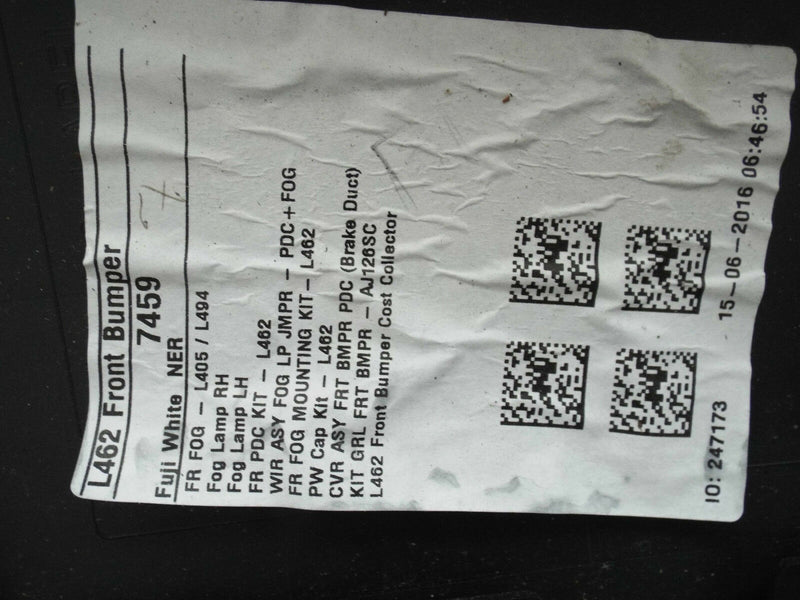 L462 Front Bumper
7459
Fuji White NER
FR FOG - L405 / L494
Fog Lamp RH
Fog Lamp LH
FR PDC KIT - L462
WIR ASY FOG LP JMPR - PDC+FOG
FR FOG MOUNTING KIT- L462
PW Cap Kit - L462
CVR ASY FRT BMPR PDC (Brake Duct)
KIT GRL FRT BMPR - AJ126SC
L462 Front Bumper Cost Collector
IO: 247173
15-06-2016 06:46:54